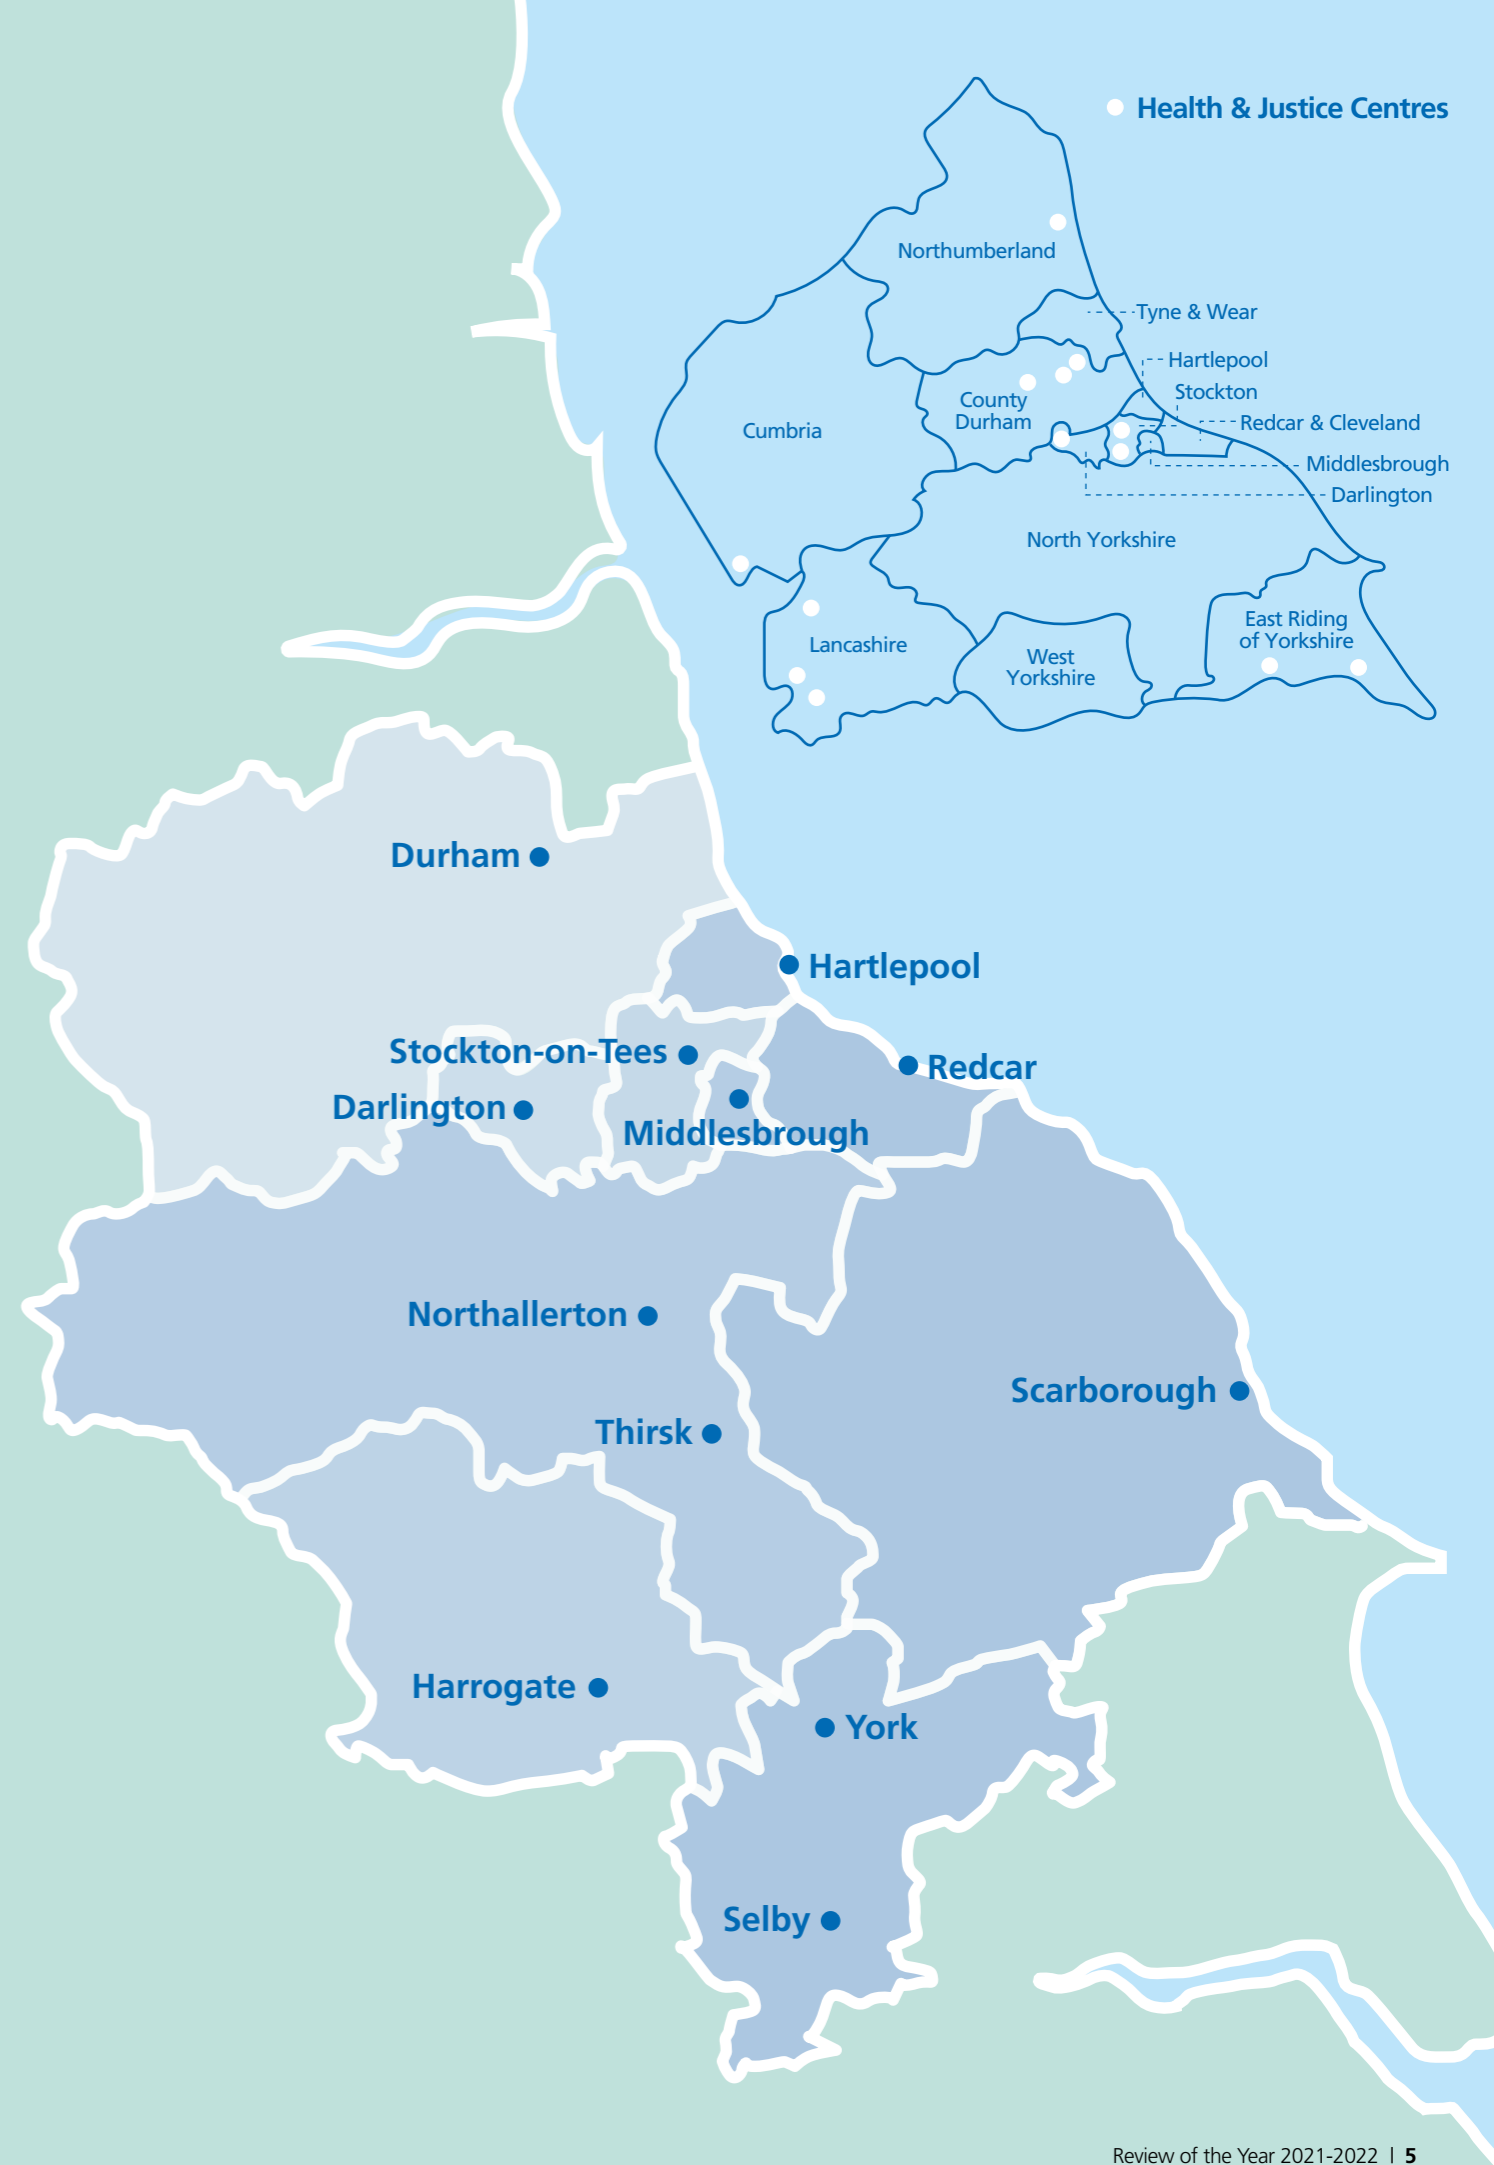 Health & Justice Centres
Northumberland
Tyne & Wear
Hartlepool
Stockton
County
Durham
Redcar & Cleveland
Cumbria
Middlesbrough
Darlington
North Yorkshire
East Riding
of Yorkshire
Lancashire
West
Yorkshire
Durham
Hartlepool
Stockton-on-Tees
Redcar
Darlington
Middlesbrough
Northallerton
Scarborough
Thirsk
Harrogate
York
Selby
Review of the Year 2021-2022 | 5